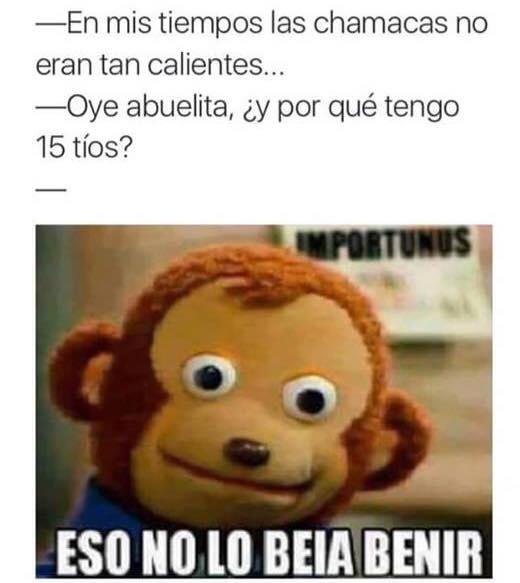 —En mis tiempos las chamacas no
eran tan calientes...
—Oye abuelita, ¿y por qué tengo
15 tíos?
—
IMPORTUNUS
ESO NO LO BEIA BENIR